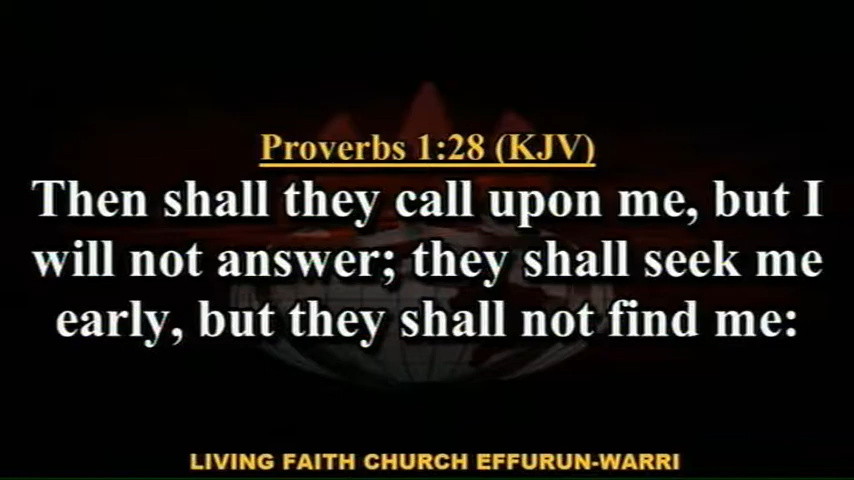 Proverbs 1:28 (KJV)
Then shall they call upon me, but I
will not answer; they shall seek me
early, but they shall not find me:
LIVING FAITH CHURCH EFFURUN-WARRI